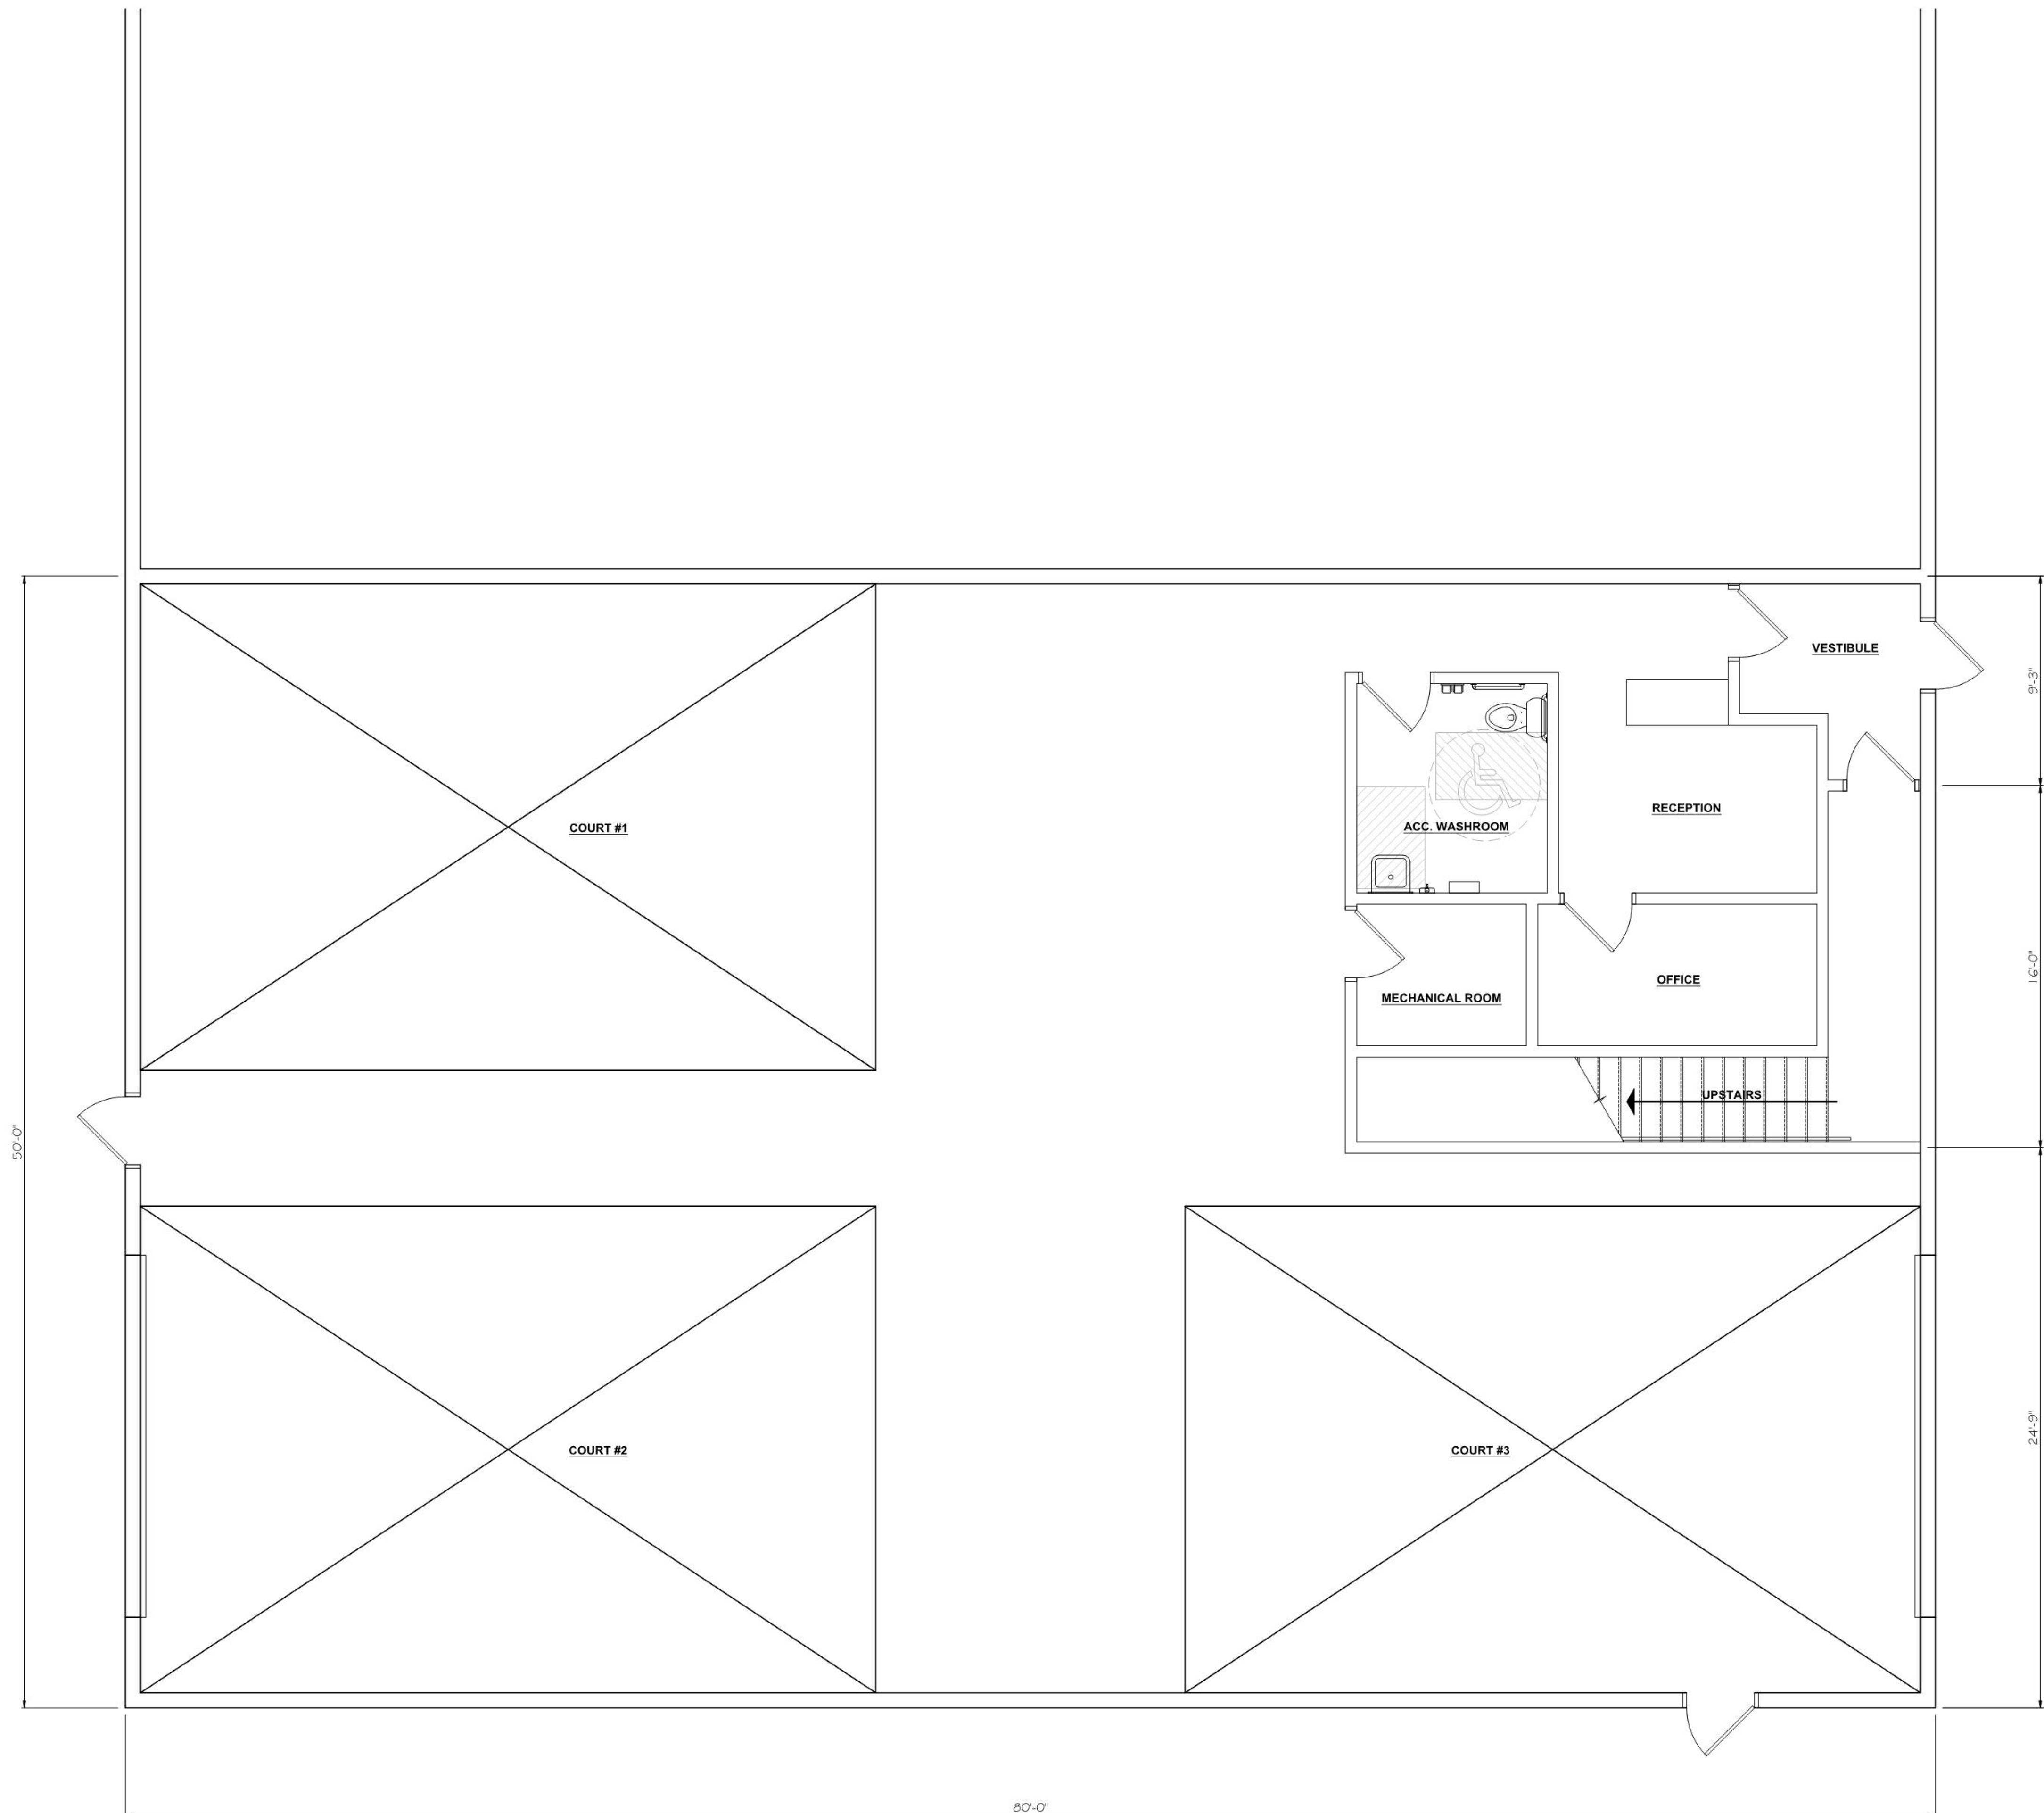 VESTIBULE
9'-3"
RECEPTION
COURT #1
ACC. WASHROOM
16'-0"
OFFICE
MECHANICAL ROOM
UPSTAIRS
50'-0"
24'-9"
COURT #2
COURT #3
80'-0"